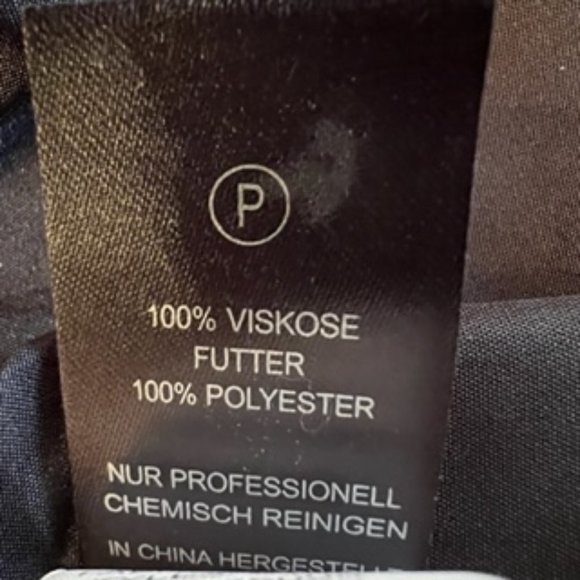 P
100% VISKOSE
FUTTER
100% POLYESTER
NUR PROFESSIONELL
CHEMISCH REINIGEN
IN CHINA